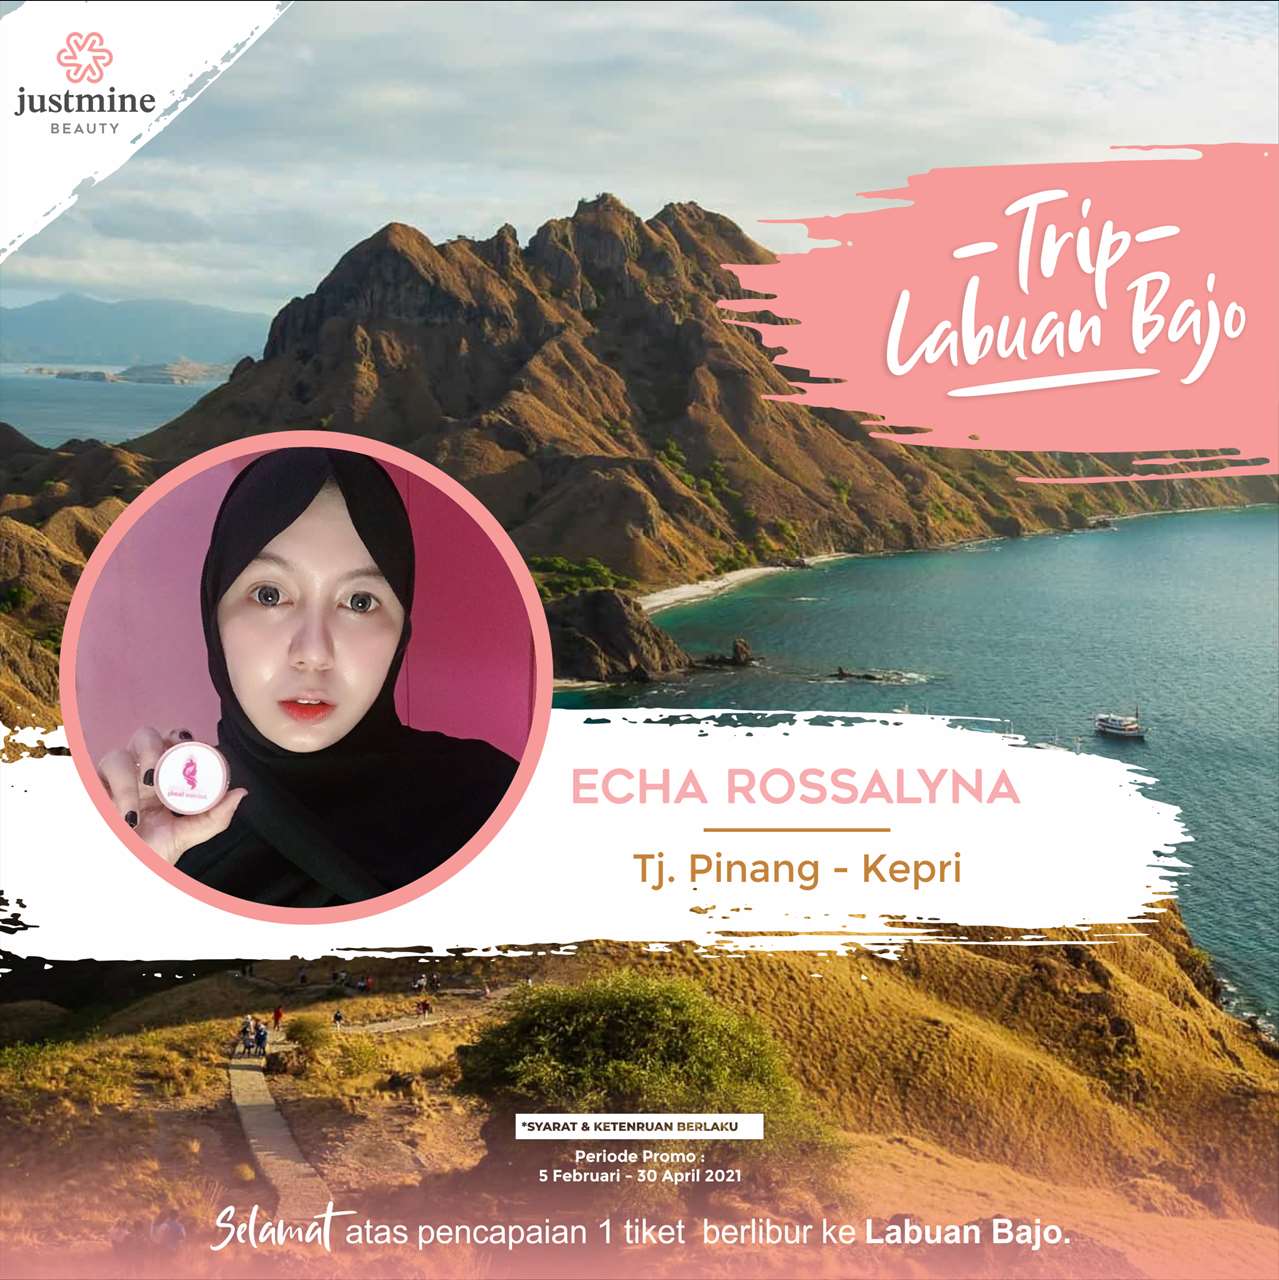 justmine
BEAUTY
-Trip-
Labuan Bajo
ECHA ROSSALYNA
Tj. Pinang - Kepri
*SYARAT & KETENRUAN BERLAKU
Periode Promo :
5 Februari - 30 April 2021
Selamat atas pencapaian 1 tiket berlibur ke Labuan Bajo.